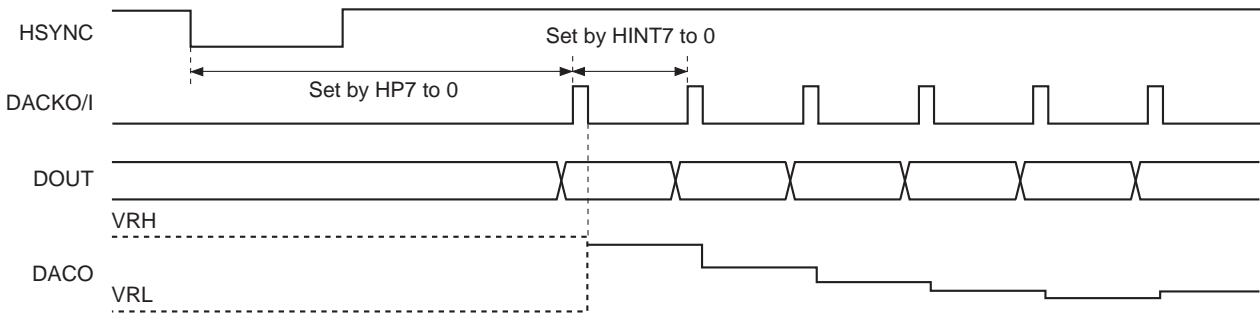 HSYNC
Set by HINT7 to 0
Set by HP7 to 0
DACKO/I
DOUT
VRH
DACO
VRL